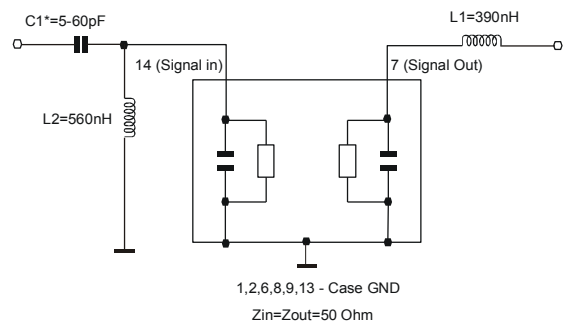 C1*=5-60pF
L1=390nH
14 (Signal in)
7 (Signal Out)
L2=560nH
1,2,6,8,9,13 - Case GND
Zin=Zout=50 Ohm